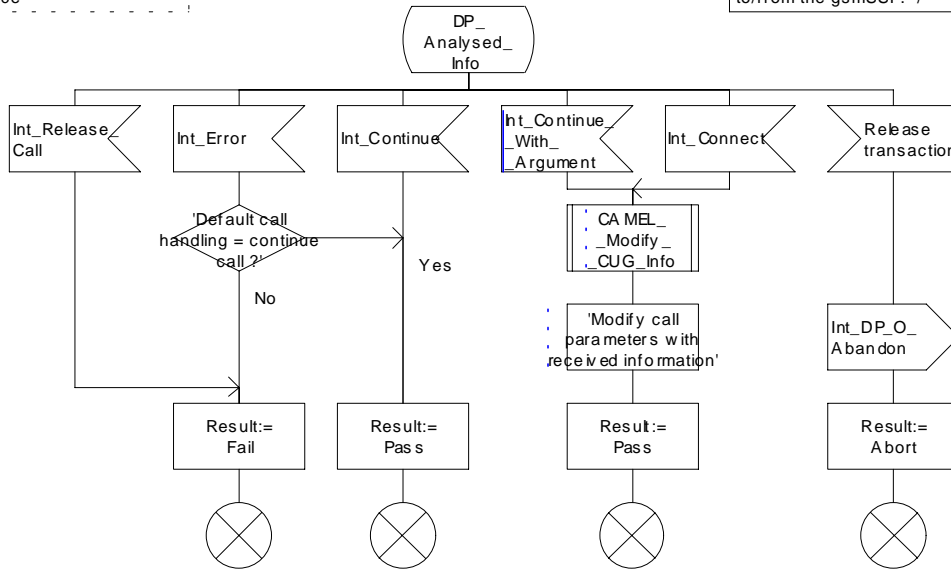 DP_
Analysed_
Info
Int_Release_
Call
Int_Error
Int_Continue
Int_Continue_
_With_
_Argument
Int_Connect
Release
transaction
'Default call
handling = continue
call ?'
Yes
No
CAMEL_
_Modify_
_CUG_Info
'Modify call
parameters with
received information'
Int_DP_O_
Abandon
Result:=
Fail
Result:=
Pass
Result:=
Pass
Result:=
Abort